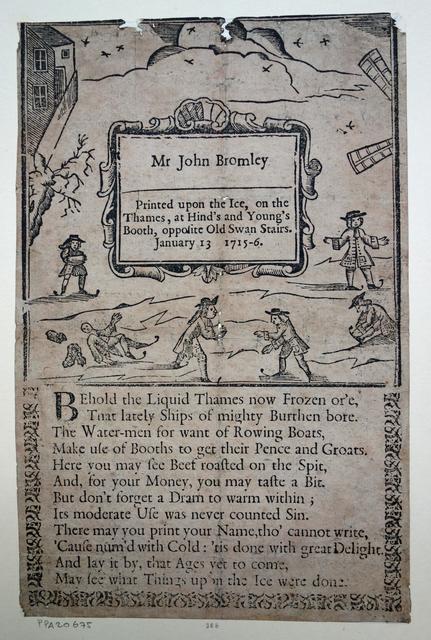 Mr John Bromley
Printed upon the Ice, on the
Thames, at Hind's and Young's
Booth, oppoſite Old Swan Stairs.
January 13 1715-6.
BEhold the Liquid Thames now Frozen or'e,
That lately Ships of mighty Burthen bore.
The Water-men for want of Rowing Boats,
Make uſe of Booths to get their Pence and Groats.
Here you may ſee Beef roaſted on the Spit,
And, for your Money, you may taſte a Bit.
But don't forget a Dram to warm within ;
Its moderate Uſe was never counted Sin.
There may you print your Name,tho' cannot write,
'Cauſe num'd with Cold : 'tis done with great Delight.
And lay it by, that Ages yet to come,
May ſee what Things upon the Ice were done.
PPA20675
286